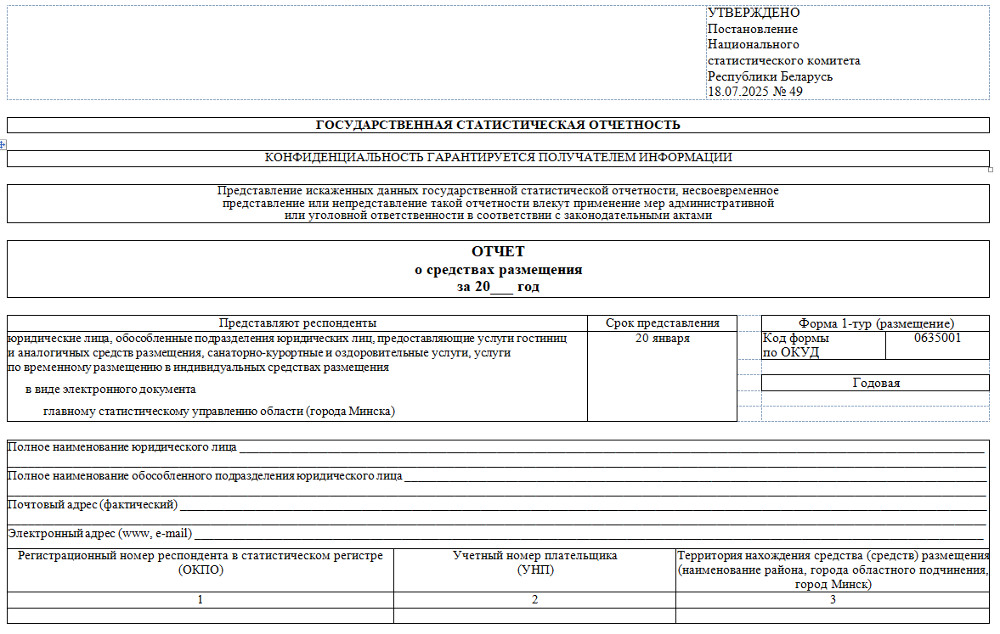 УТВЕРЖДЕНО
Постановление
Национального
статистического комитета
Республики Беларусь
18.07.2025 № 49
ГОСУДАРСТВЕННАЯ СТАТИСТИЧЕСКАЯ ОТЧЕТНОСТЬ
КОНФИДЕНЦИАЛЬНОСТЬ ГАРАНТИРУЕТСЯ ПОЛУЧАТЕЛЕМ ИНФОРМАЦИИ
Представление искаженных данных государственной статистической отчетности, несвоевременное
представление или непредставление такой отчетности влекут применение мер административной
или уголовной ответственности в соответствии с законодательными актами
ОТЧЕТ
о средствах размещения
за 20___ год
Представляют респонденты
Срок представления
юридические лица, обособленные подразделения юридических лиц, предоставляющие услуги гостиниц
и аналогичных средств размещения, санаторно-курортные и оздоровительные услуги, услуги
по временному размещению в индивидуальных средствах размещения
в виде электронного документа
главному статистическому управлению области (города Минска)
20 января
Форма 1-тур (размещение)
Код формы
по ОКУД
0635001
Годовая
Полное наименование юридического лица
Полное наименование обособленного подразделения юридического лица
Почтовый адрес (фактический)
Электронный адрес (www, e-mail)
Регистрационный номер респондента в статистическом регистре
(ОКПО)
Учетный номер плательщика
(УНП)
Территория нахождения средства (средств) размещения
(наименование района, города областного подчинения,
город Минск)
1
2
3